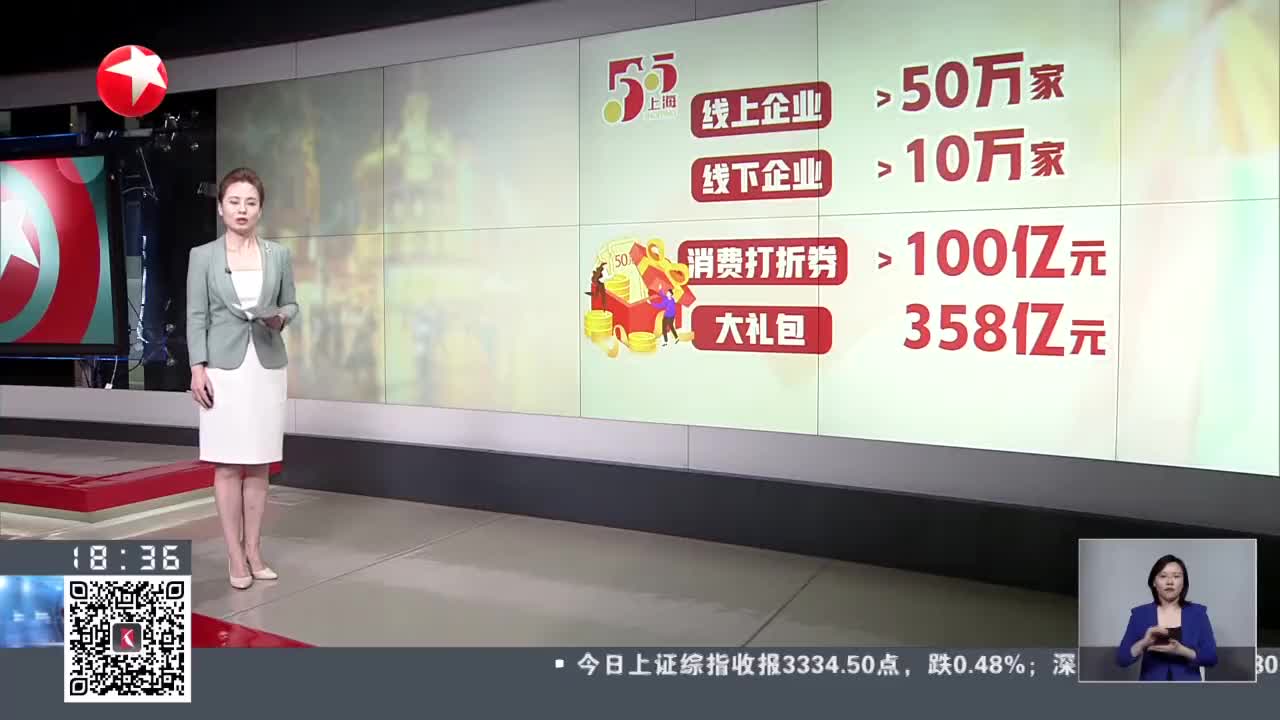 55
上海
线上企业 >50万家
线下企业 >10万家
50
消费打折券 >100亿元
大礼包 358亿元
18:36
今日上证综指收报3334.50点，跌0.48%；深
80